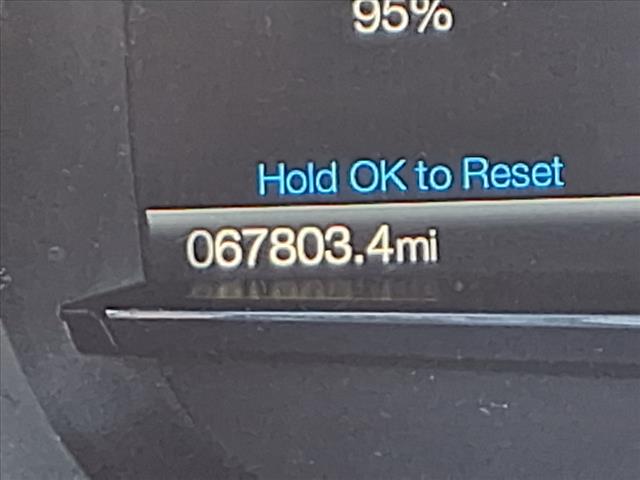 95%
Hold OK to Reset
067803.4mi